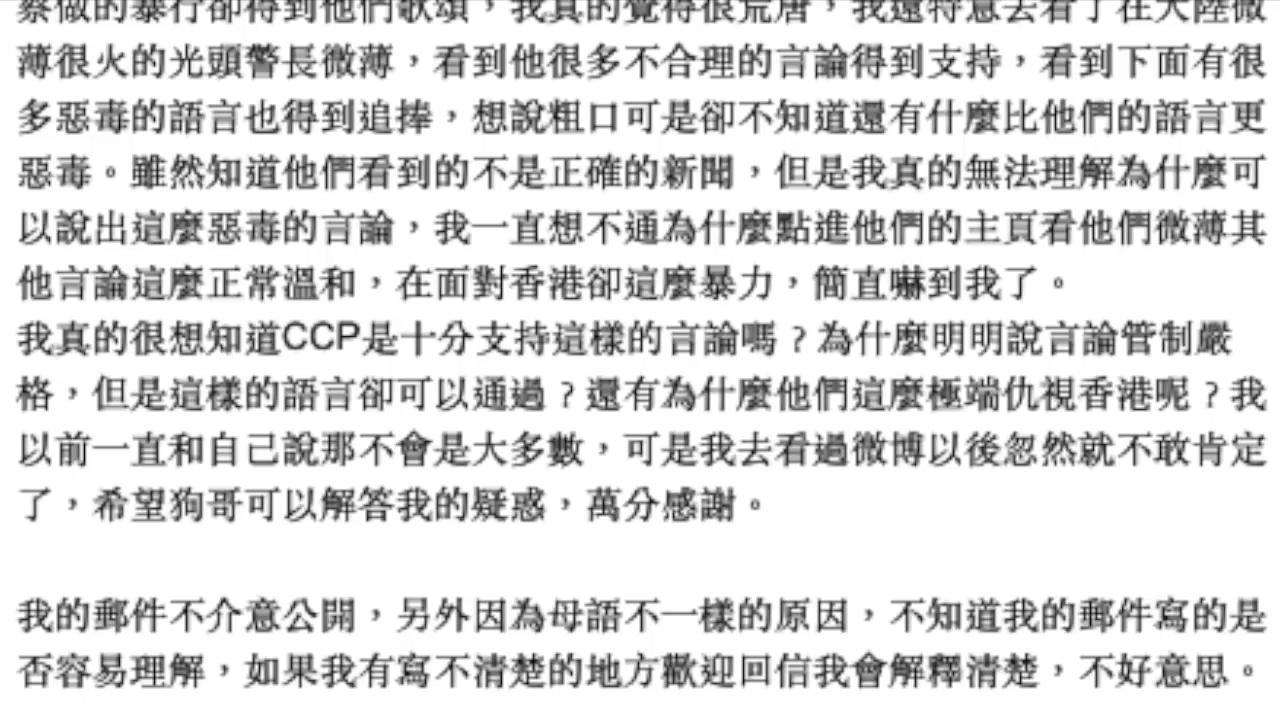 察做的暴行卻得到他們歌頌，我真的覺得很荒唐，我還特意去看了在大陸微
薄很火的光頭警長微薄，看到他很多不合理的言論得到支持，看到下面有很
多惡毒的語言也得到追捧，想說粗口可是卻不知道還有什麼比他們的語言更
惡毒。雖然知道他們看到的不是正確的新聞，但是我真的無法理解為什麼可
以說出這麼惡毒的言論，我一直想不通為什麼點進他們的主頁看他們微薄其
他言論這麼正常溫和，在面對香港卻這麼暴力，簡直嚇到我了。
我真的很想知道CCP是十分支持這樣的言論嗎？為什麼明明說言論管制嚴
格，但是這樣的語言卻可以通過？還有為什麼他們這麼極端仇視香港呢？我
以前一直和自己說那不會是大多數，可是我去看過微博以後忽然就不敢肯定
了，希望狗哥可以解答我的疑惑，萬分感謝。
我的郵件不介意公開，另外因為母語不一樣的原因，不知道我的郵件寫的是
否容易理解，如果我有寫不清楚的地方歡迎回信我會解釋清楚，不好意思。